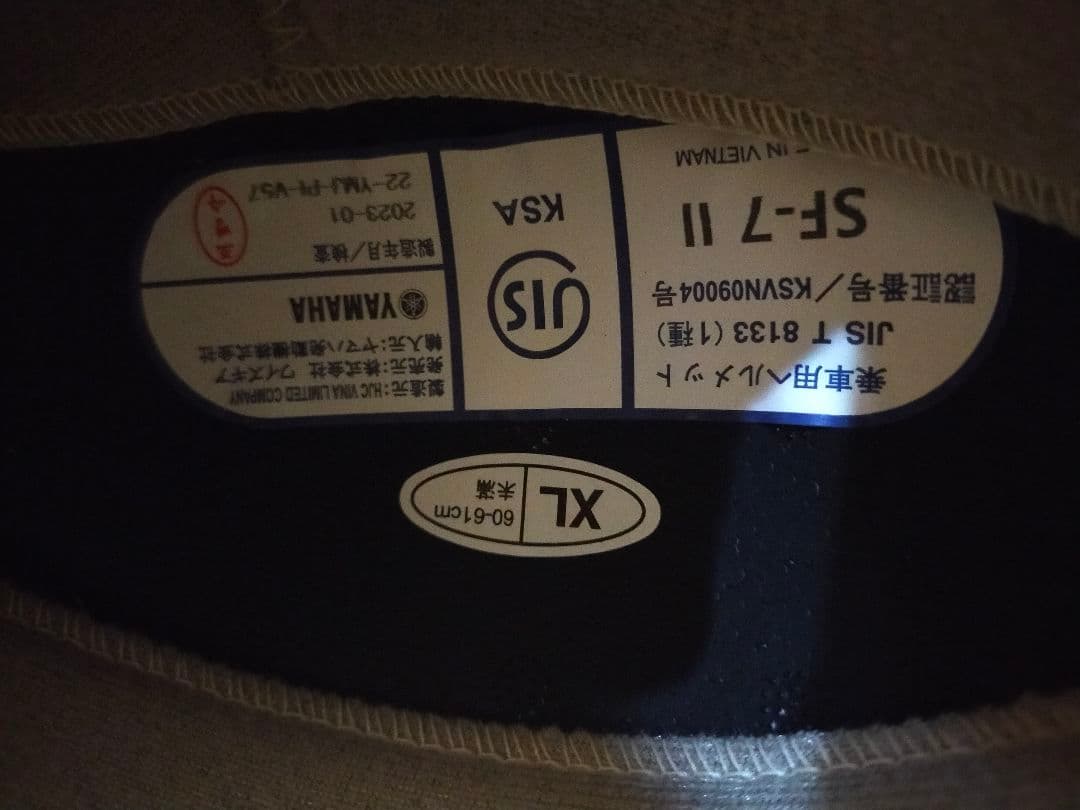 乗車用ヘルメット
JIS T 8133 (1種)
認証番号／KSVN09004号
SF-7 II
IN VIETNAM
JIS
KSA
製造元:HJC VINA LIMITED COMPANY
発売元:株式会社 ワイズギア
輸入元:ヤマハ発動機株式会社
YAMAHA
製造年月／検査
2023-01
22-YMJ-PI-V57
XL
60-61cm
未満